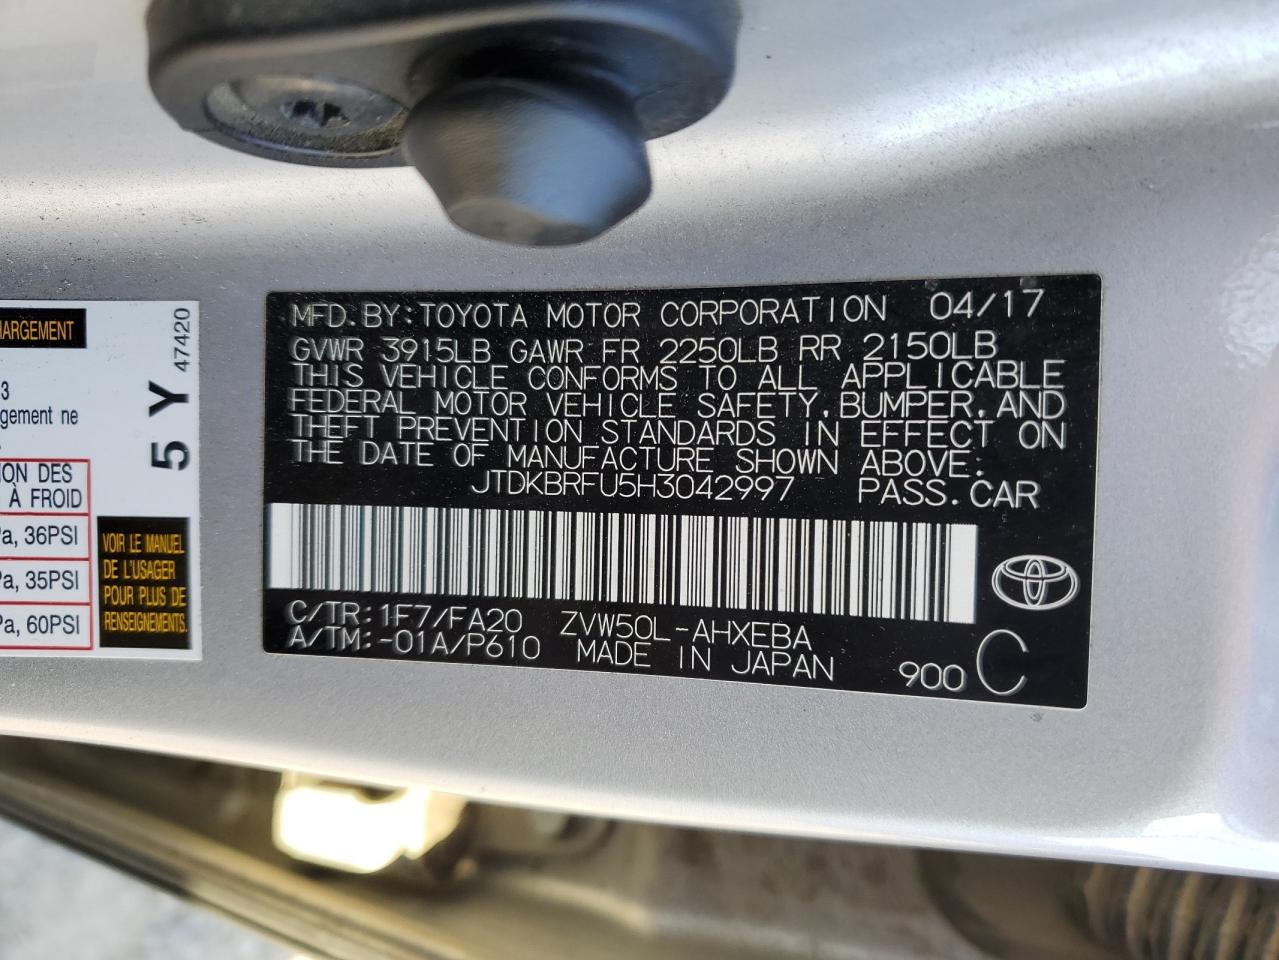 HARGEMENT
3
gement ne
ION DES
À FROID
Pa, 36PSI
Pa, 35PSI
Pa, 60PSI
47420
5 Y
VOIR LE MANUEL
DE L'USAGER
POUR PLUS DE
RENSEIGNEMENTS.
MFD. BY: TOYOTA MOTOR CORPORATION 04/17
GVWR 3915LB GAWR FR 2250LB RR 2150LB
THIS VEHICLE CONFORMS TO ALL APPLICABLE
FEDERAL MOTOR VEHICLE SAFETY, BUMPER, AND
THEFT PREVENTION STANDARDS IN EFFECT ON
THE DATE OF MANUFACTURE SHOWN ABOVE.
JTDKBRFU5H3042997 PASS. CAR
C/TR: 1F7/FA20 ZVW50L-AHXEBA
A/TM: -01A/P610 MADE IN JAPAN 900 C